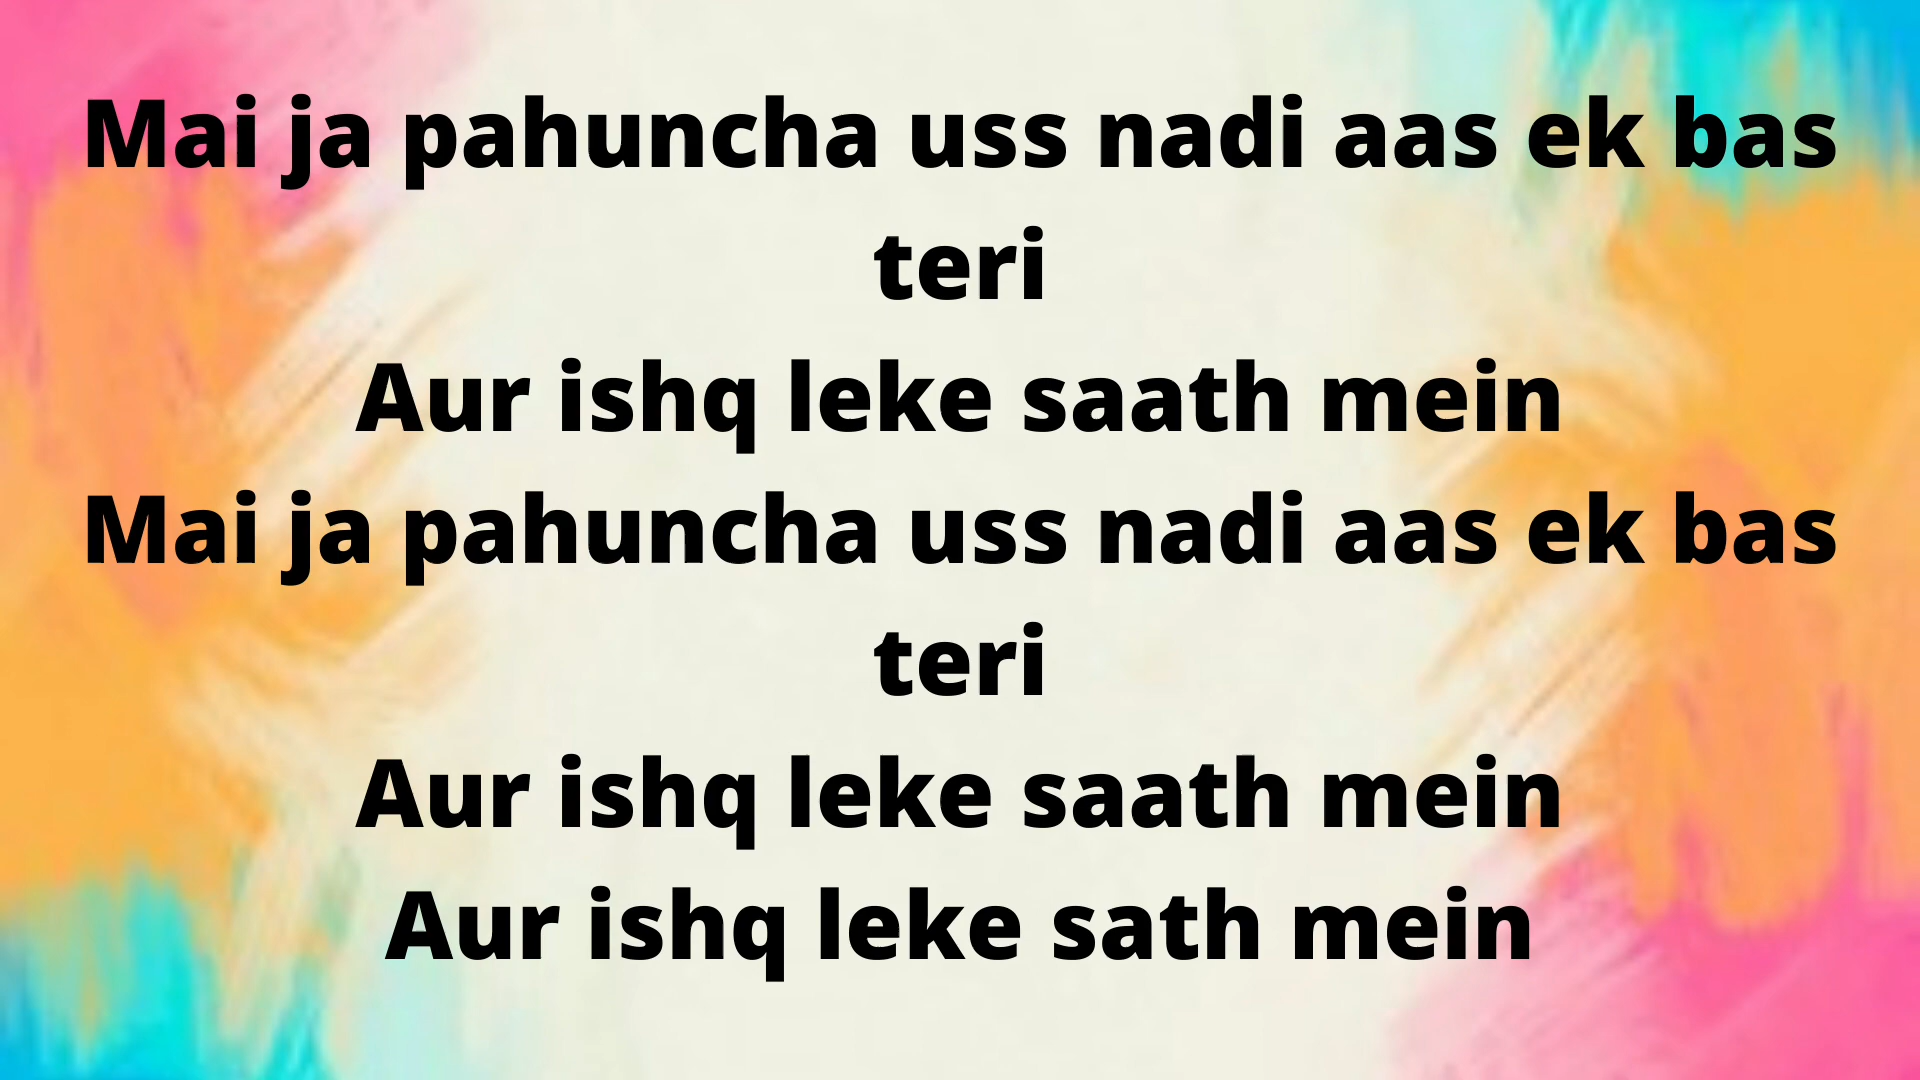 Mai ja pahuncha uss nadi aas ek bas
teri
Aur ishq leke saath mein
Mai ja pahuncha uss nadi aas ek bas
teri
Aur ishq leke saath mein
Aur ishq leke sath mein